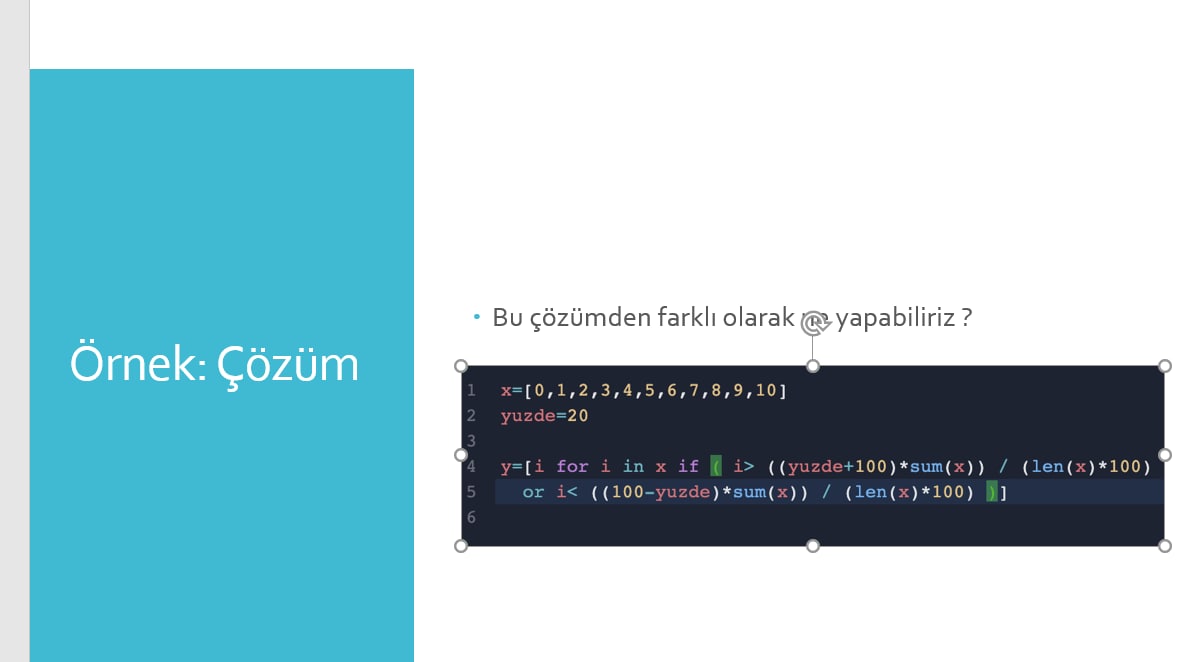 Örnek: Çözüm
• Bu çözümden farklı olarak yapabiliriz ?
1 x=[0,1,2,3,4,5,6,7,8,9,10]
2 yuzde=20
3
4 y=[i for i in x if ( i> ((yuzde+100)*sum(x)) / (len(x)*100)
5 or i< ((100-yuzde)*sum(x)) / (len(x)*100) )]
6